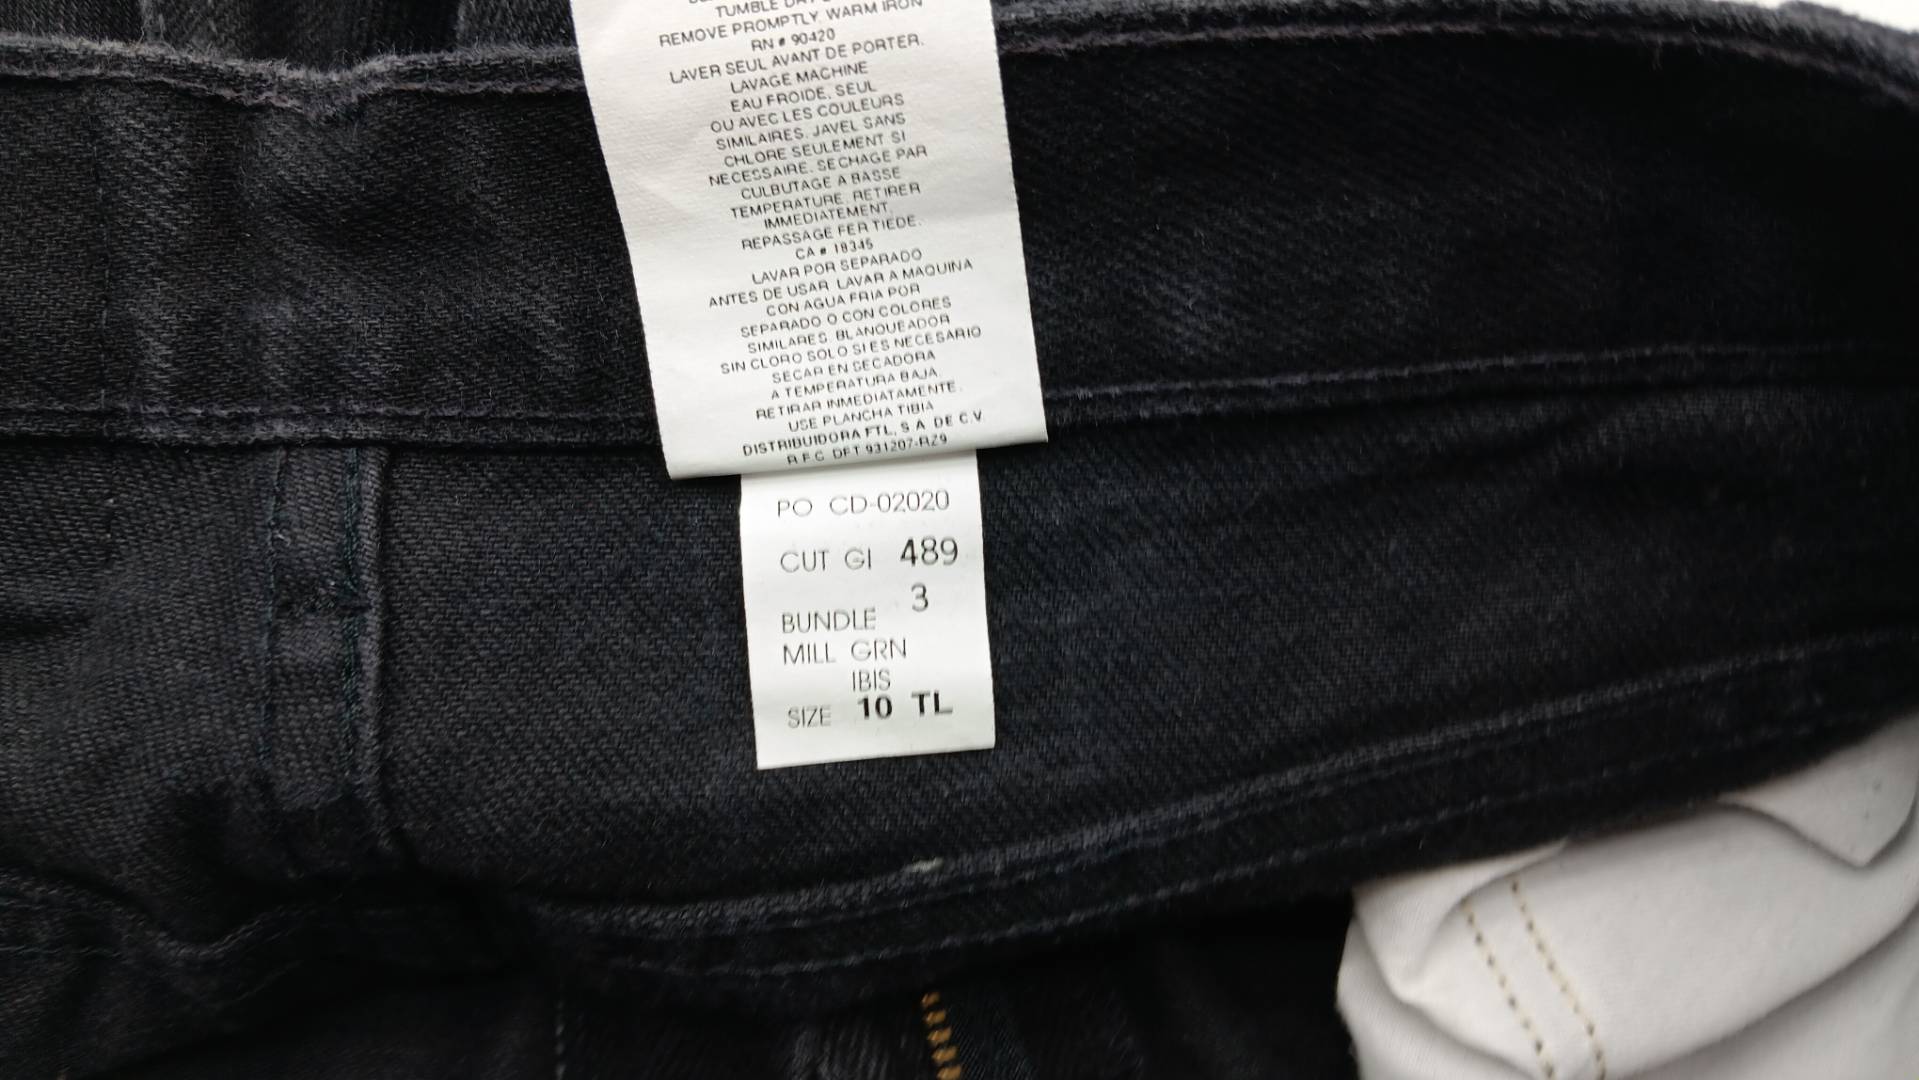 TUMBLE DRY
REMOVE PROMPTLY. WARM IRON
RN # 90420
LAVER SEUL AVANT DE PORTER.
LAVAGE MACHINE
EAU FROIDE, SEUL
OU AVEC LES COULEURS
SIMILAIRES. JAVEL SANS
CHLORE SEULEMENT SI
NECESSAIRE. SECHAGE PAR
CULBUTAGE A BASSE
TEMPERATURE. RETIRER
IMMEDIATEMENT.
REPASSAGE FER TIEDE.
CA # 18345
LAVAR POR SEPARADO
ANTES DE USAR. LAVAR A MAQUINA
CON AGUA FRIA POR
SEPARADO O CON COLORES
SIMILARES. BLANQUEADOR
SIN CLORO SOLO SI ES NECESARIO
SECAR EN SECADORA
A TEMPERATURA BAJA.
RETIRAR INMEDIATAMENTE.
USE PLANCHA TIBIA
DISTRIBUIDORA FTL, S.A. DE C.V.
R.F.C. DFT 931207-RZ9
PO CD-02020
CUT GI 489
3
BUNDLE
MILL GRN
IBIS
SIZE 10 TL